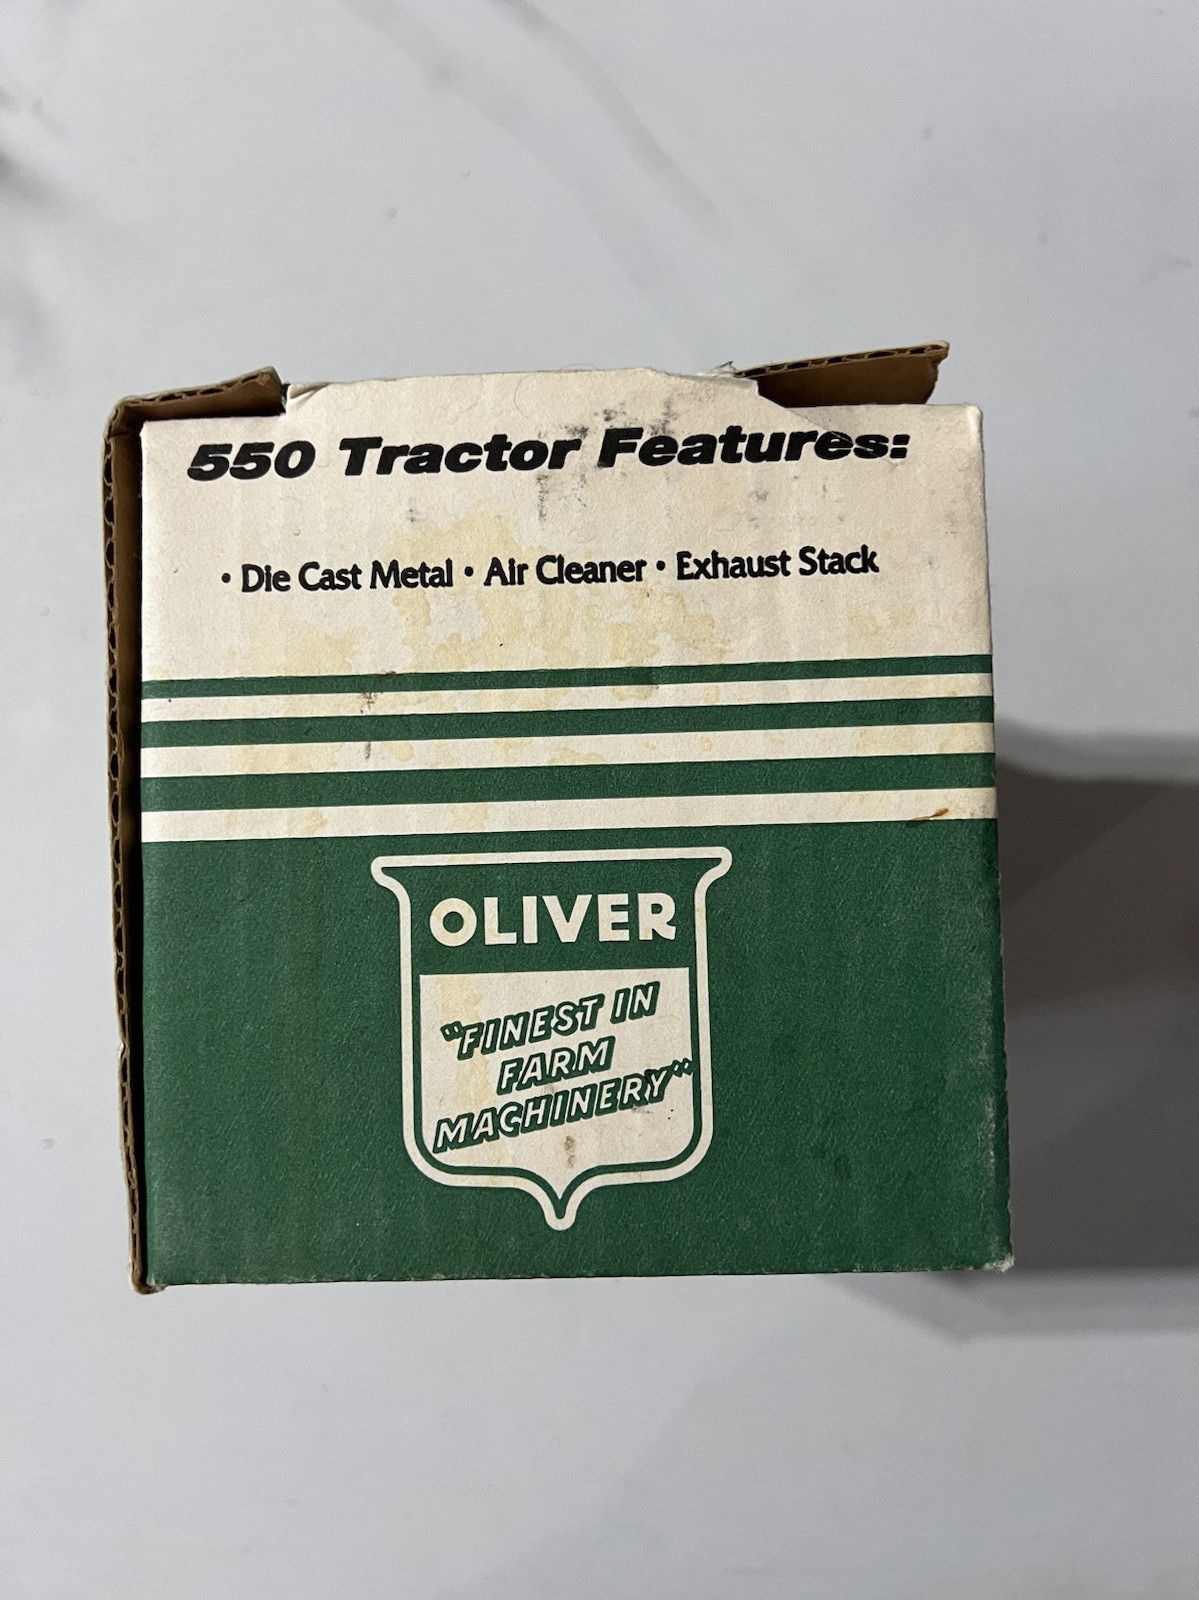 550 Tractor Features:
• Die Cast Metal • Air Cleaner • Exhaust Stack
OLIVER
"FINEST IN
FARM
MACHINERY"